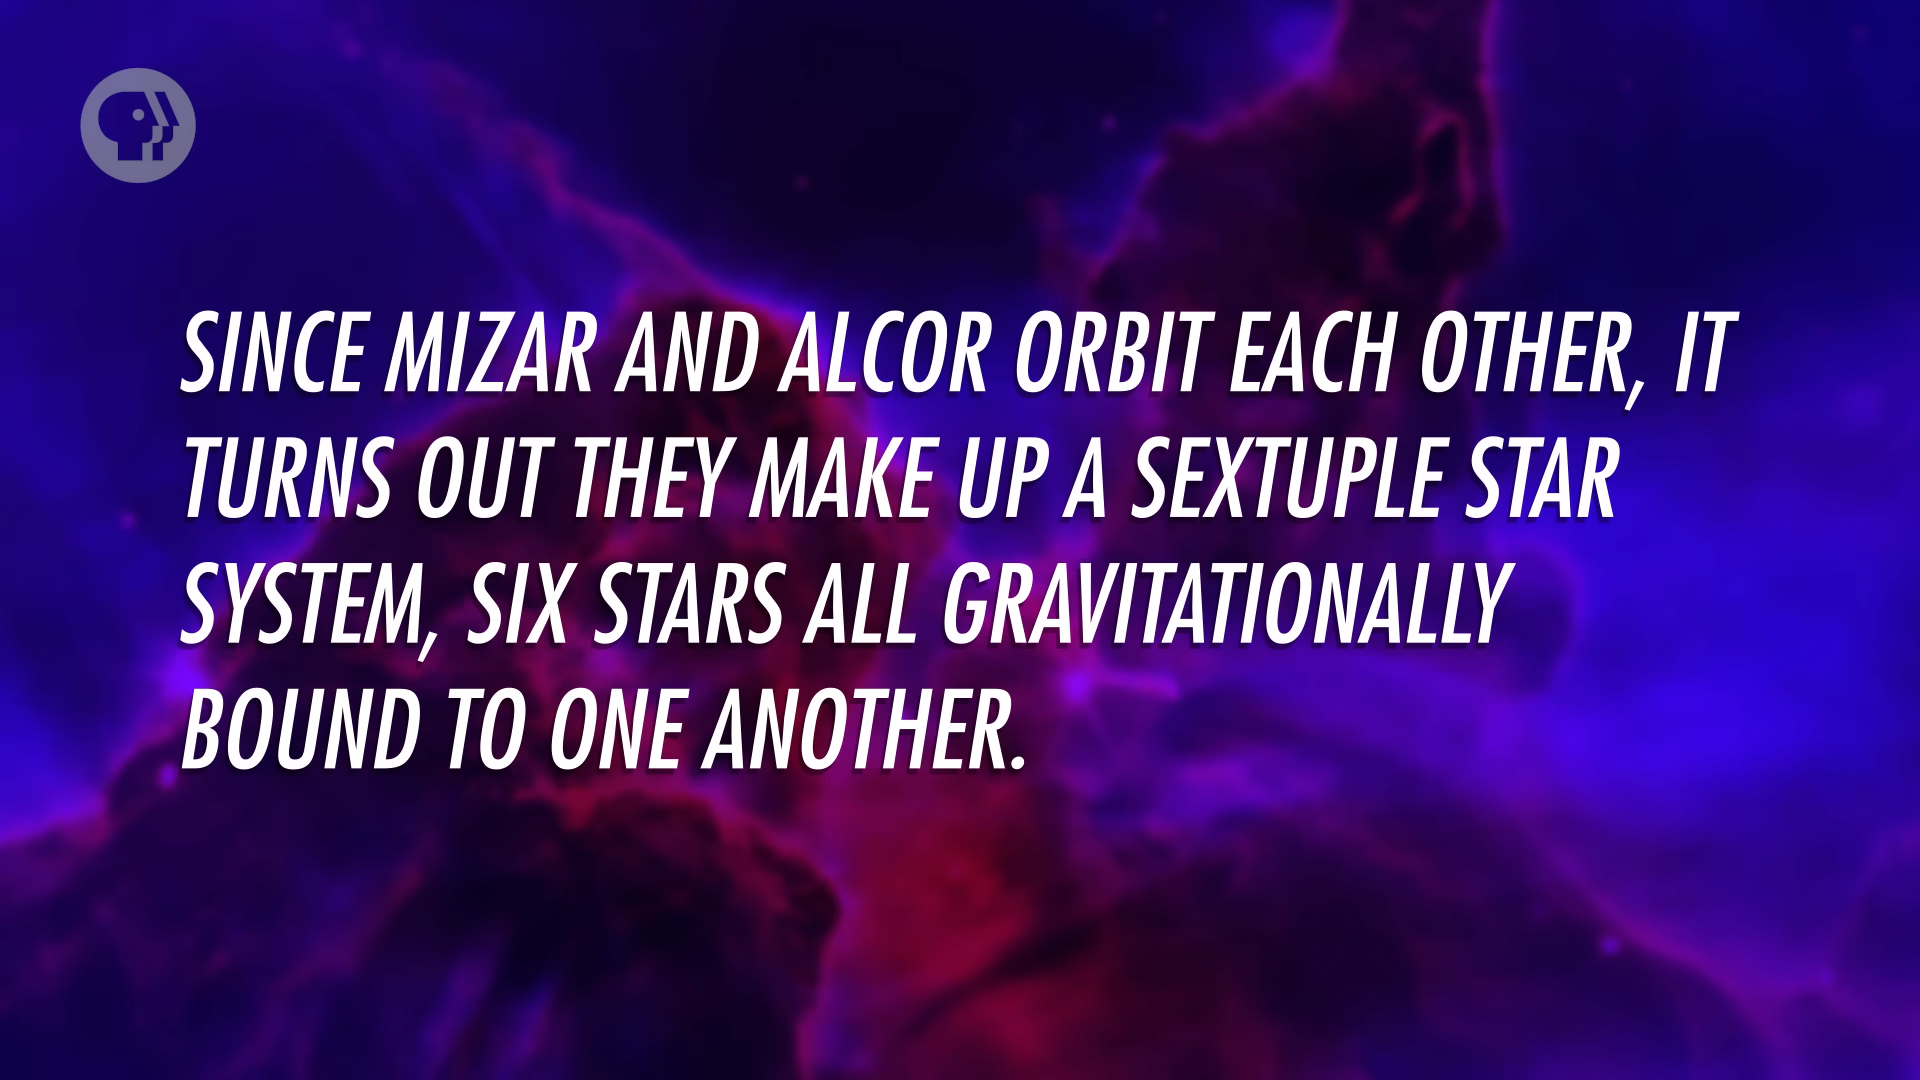 SINCE MIZAR AND ALCOR ORBIT EACH OTHER, IT
TURNS OUT THEY MAKE UP A SEXTUPLE STAR
SYSTEM, SIX STARS ALL GRAVITATIONALLY
BOUND TO ONE ANOTHER.